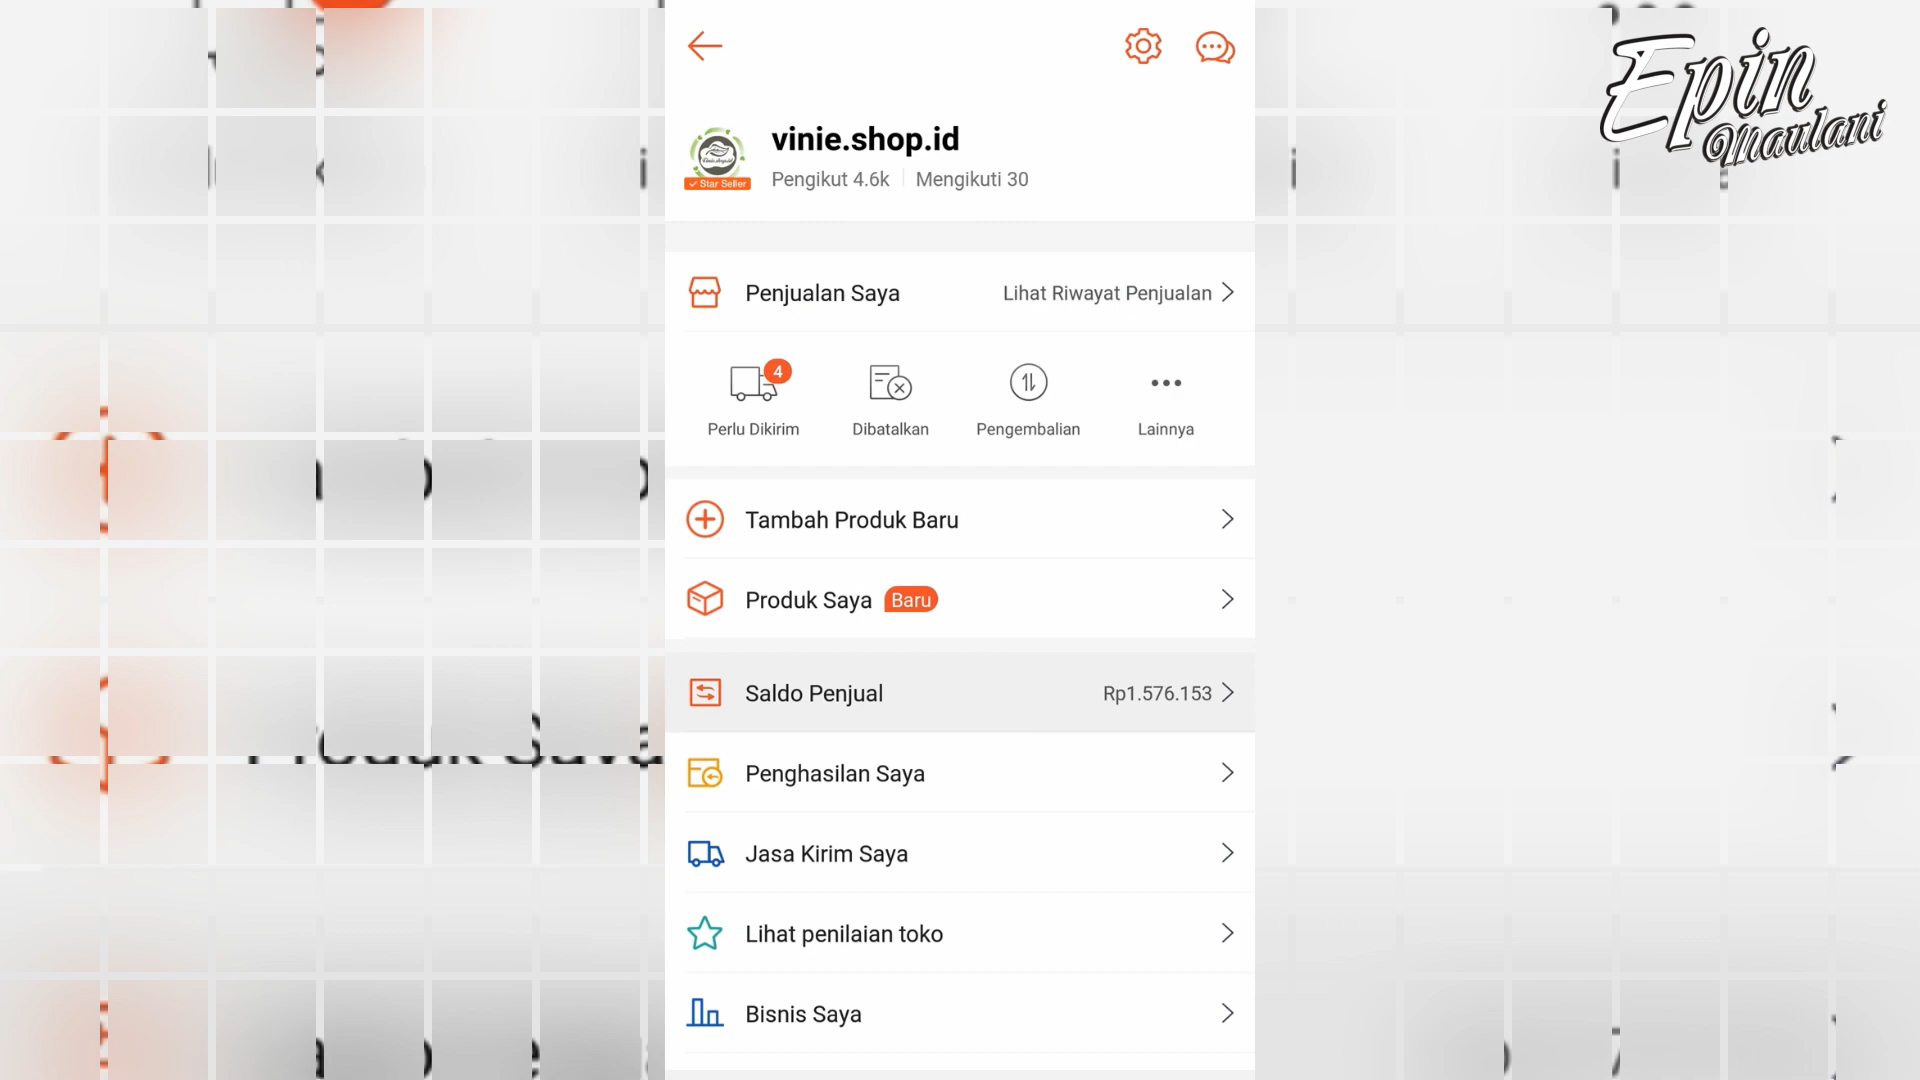 Epin
Maulani
vinie.shop.id
Star Seller
Pengikut 4.6k
Mengikuti 30
Penjualan Saya
Lihat Riwayat Penjualan
4
Perlu Dikirim
Dibatalkan
Pengembalian
Lainnya
Tambah Produk Baru
Produk Saya
Baru
Saldo Penjual
Rp1.576.153
Penghasilan Saya
Jasa Kirim Saya
Lihat penilaian toko
Bisnis Saya